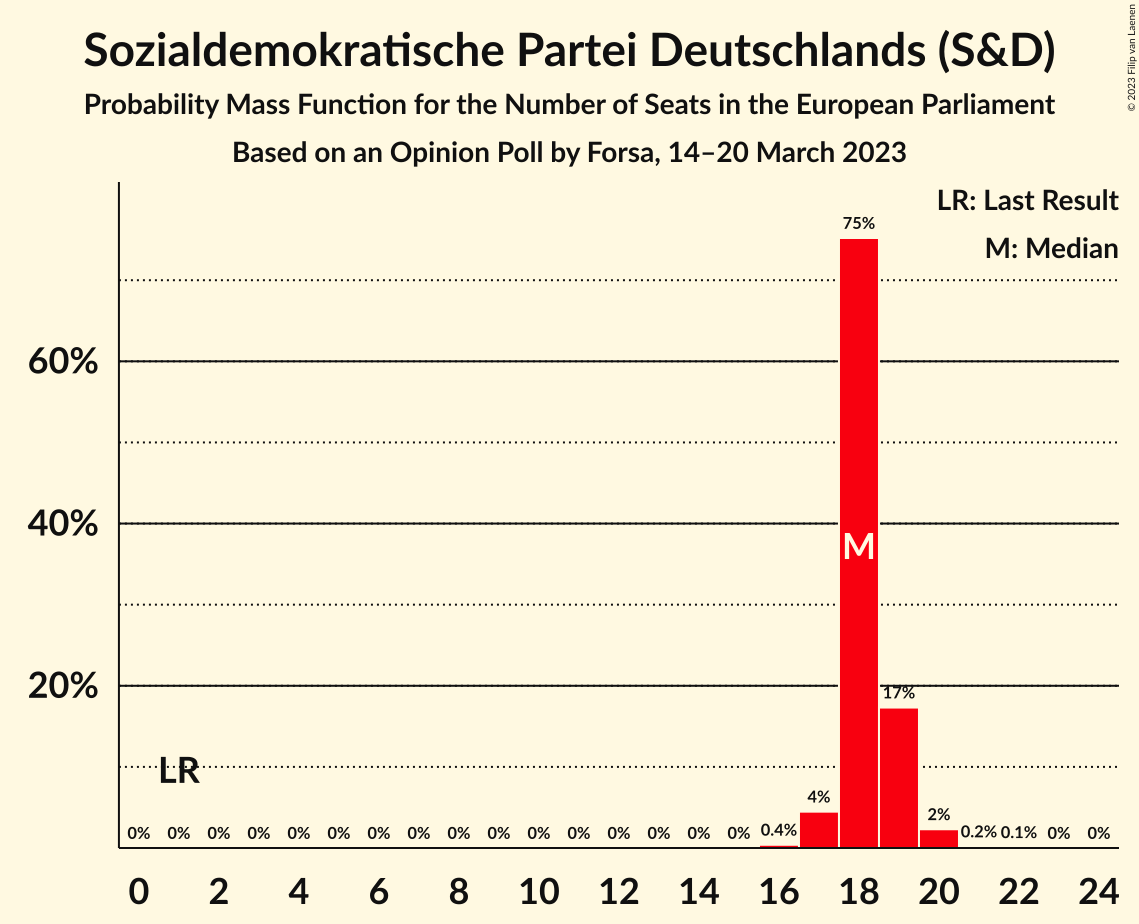 Sozialdemokratische Partei Deutschlands (S&D)
Probability Mass Function for the Number of Seats in the European Parliament
Based on an Opinion Poll by Forsa, 14–20 March 2023
© 2023 Filip van Laenen
LR: Last Result
M: Median
75%
60%
40%
M
20%
17%
LR
4%
2%
0% 0% 0% 0% 0% 0% 0% 0% 0% 0% 0% 0% 0% 0% 0% 0% 0.4% 0.2% 0.1% 0% 0%
0 2 4 6 8 10 12 14 16 18 20 22 24